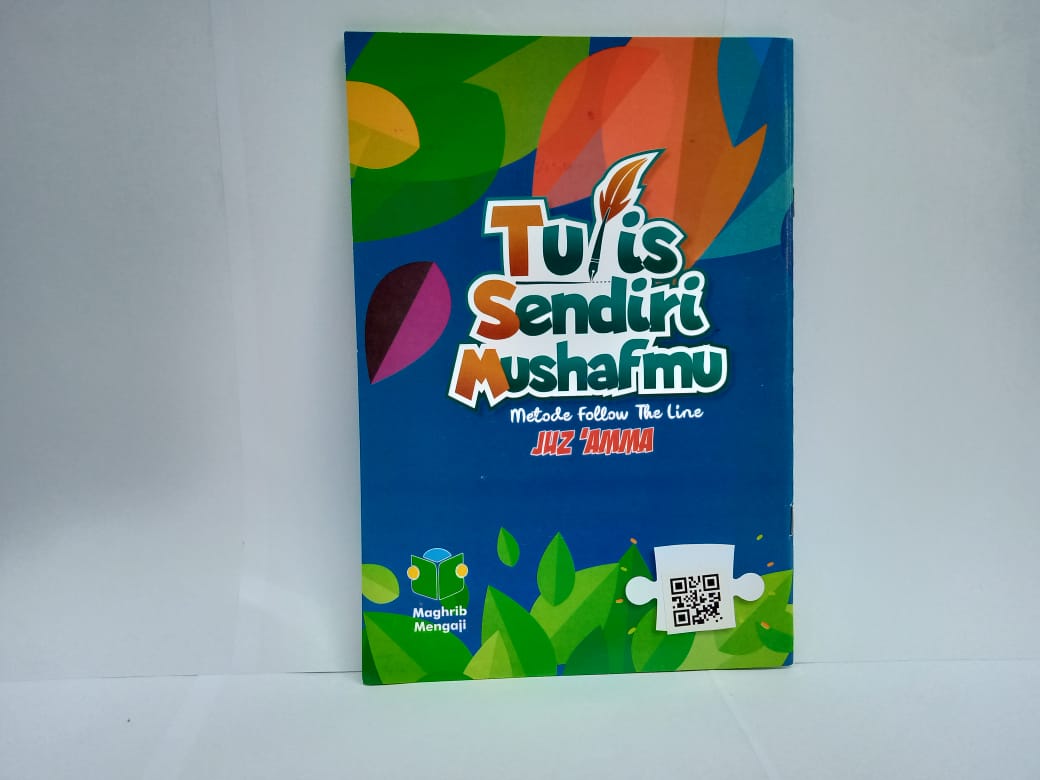 Tulis
Sendiri
Mushafmu
Metode Follow The Line
JUZ 'AMMA
Maghrib
Mengaji